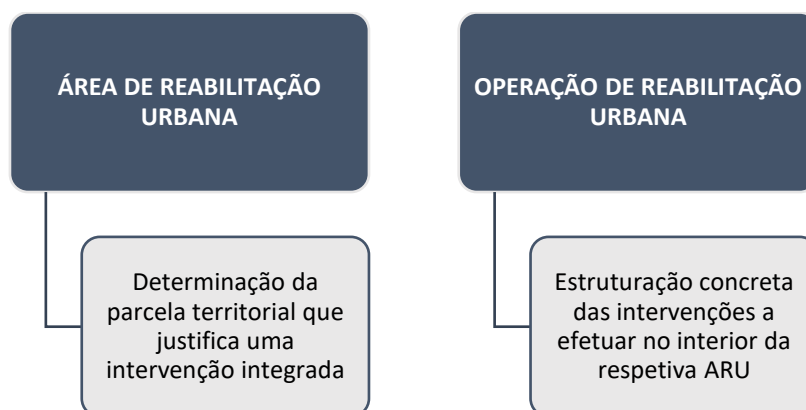 ÁREA DE REABILITAÇÃO
URBANA
Determinação da
parcela territorial que
justifica uma
intervenção integrada
OPERAÇÃO DE REABILITAÇÃO
URBANA
Estruturação concreta
das intervenções a
efetuar no interior da
respetiva ARU